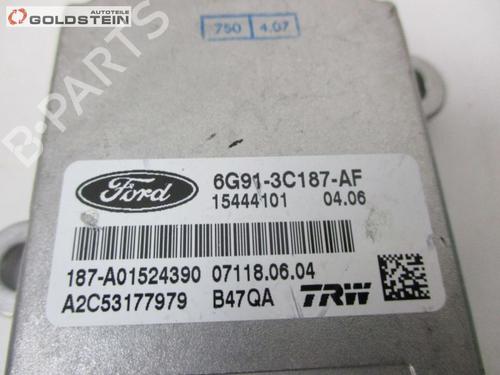 GOLDSTEIN
Autoteile
750 4.07
B-PARTS
Ford
6G91-3C187-AF
15444101 04.06
187-A01524390 07118.06.04
A2C53177979 B47QA TRW